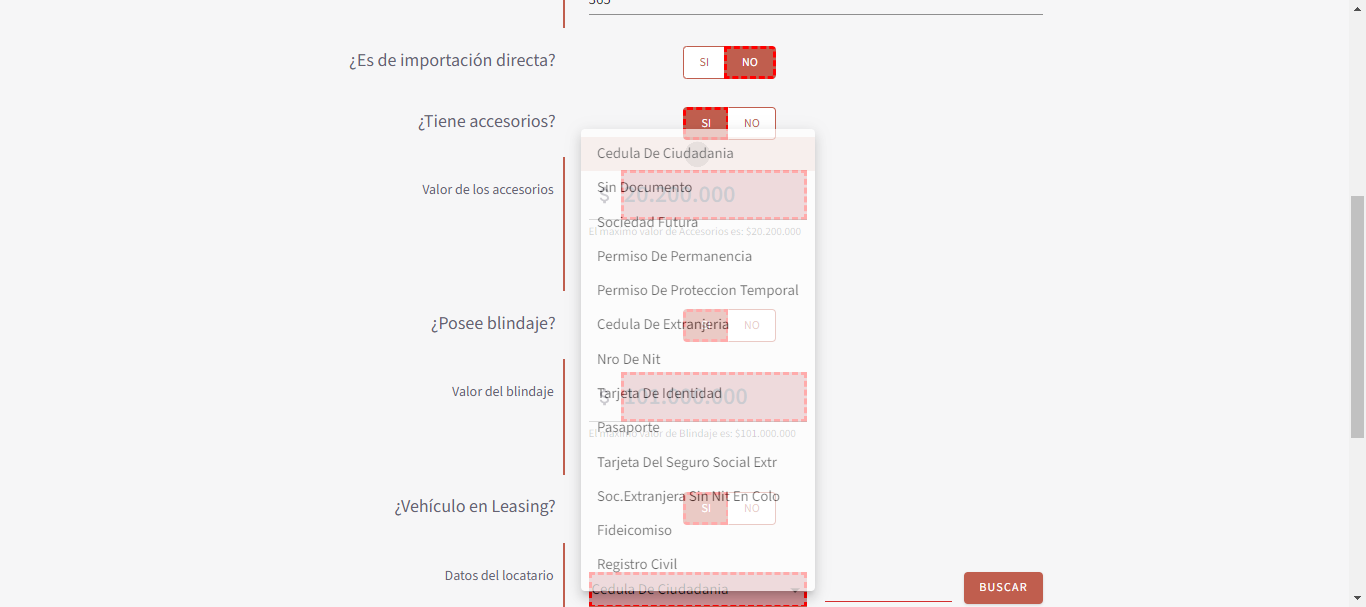 365
¿Es de importación directa?
SI NO
¿Tiene accesorios?
SI NO
Cedula De Ciudadania
Valor de los accesorios
Sin Documento
$ 20.200.000
Sociedad Futura
El máximo valor de Accesorios es: $20.200.000
Permiso De Permanencia
Permiso De Proteccion Temporal
¿Posee blindaje?
Cedula De Extranjeria
NO
Nro De Nit
Valor del blindaje
Tarjeta De Identidad
$ 101.000.000
Pasaporte
El máximo valor de Blindaje es: $101.000.000
Tarjeta Del Seguro Social Extr
Soc.Extranjera Sin Nit En Colo
¿Vehículo en Leasing?
SI NO
Fideicomiso
Registro Civil
Datos del locatario
Cedula De Ciudadania
BUSCAR